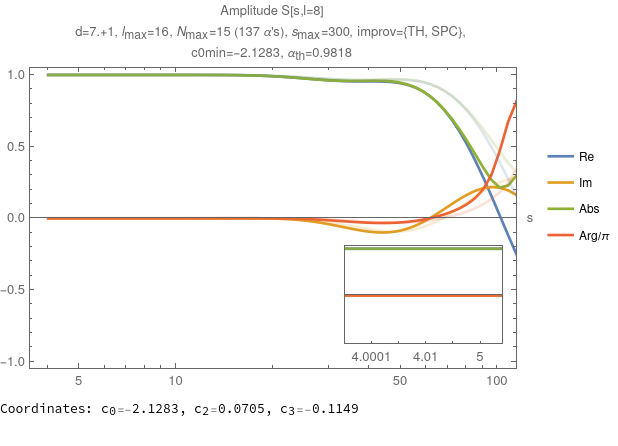 Amplitude S[s,l=8]
d=7.+1, lmax=16, Nmax=15 (137 α's), smax=300, improv={TH, SPC},
c0min=−2.1283, αth=0.9818
1.0
0.5
0.0
−0.5
−1.0
s
Re
Im
Abs
Arg/π
4.0001 4.01 5
5 10 50 100
Coordinates: c0=−2.1283, c2=0.0705, c3=−0.1149